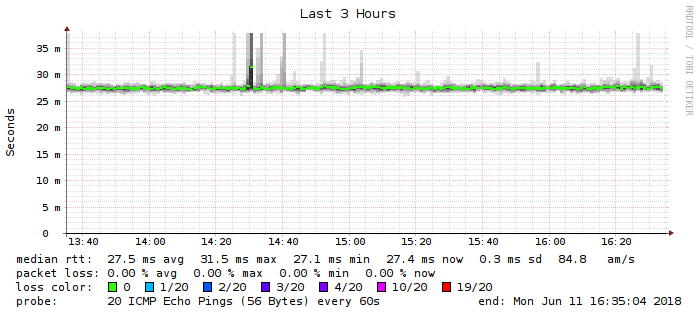 Last 3 Hours
RRDTOOL / TOBI OETIKER
Seconds
35 m
30 m
25 m
20 m
15 m
10 m
5 m
0
13:40 14:00 14:20 14:40 15:00 15:20 15:40 16:00 16:20
median rtt: 27.5 ms avg 31.5 ms max 27.1 ms min 27.4 ms now 0.3 ms sd 84.8 am/s
packet loss: 0.00 % avg 0.00 % max 0.00 % min 0.00 % now
loss color: 0 1/20 2/20 3/20 4/20 10/20 19/20
probe: 20 ICMP Echo Pings (56 Bytes) every 60s end: Mon Jun 11 16:35:04 2018